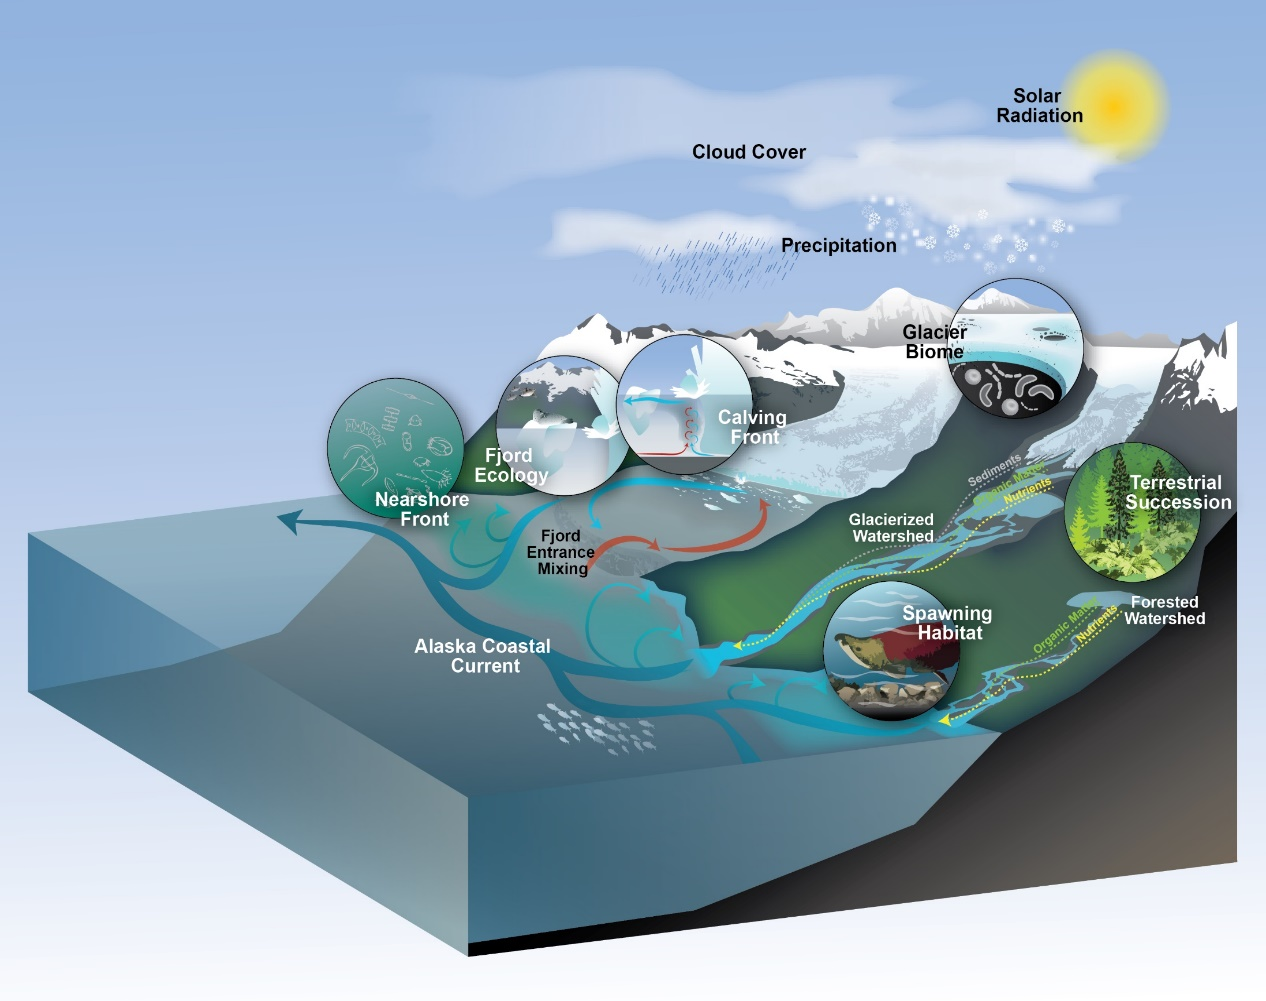 Solar
Radiation
Cloud Cover
Precipitation
Glacier
Biome
Calving
Front
Fjord
Ecology
Nearshore
Front
Terrestrial
Succession
Sediments
Organic Matter
Nutrients
Glacierized
Watershed
Fjord
Entrance
Mixing
Spawning
Habitat
Forested
Watershed
Organic Matter
Nutrients
Alaska Coastal
Current